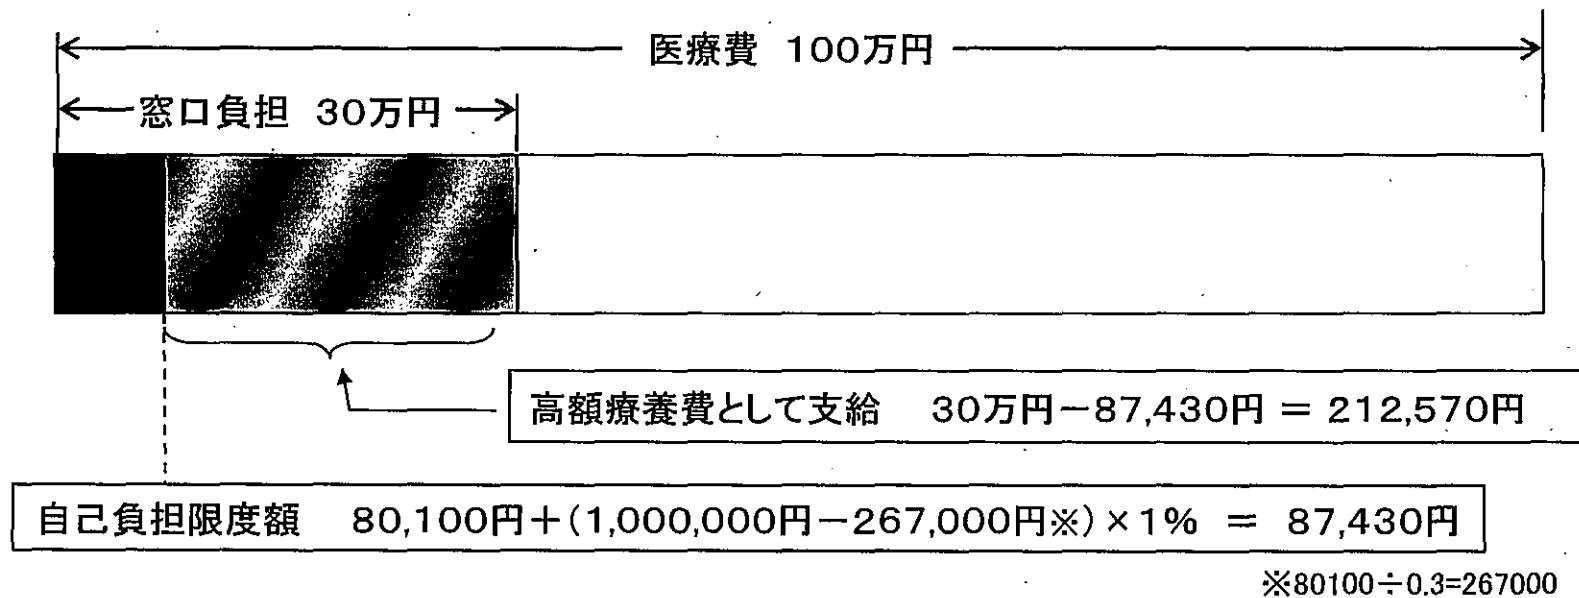 医療費 100万円
窓口負担 30万円
高額療養費として支給 30万円−87,430円 = 212,570円
自己負担限度額 80,100円+(1,000,000円−267,000円※)×1% = 87,430円
※80100÷0.3=267000